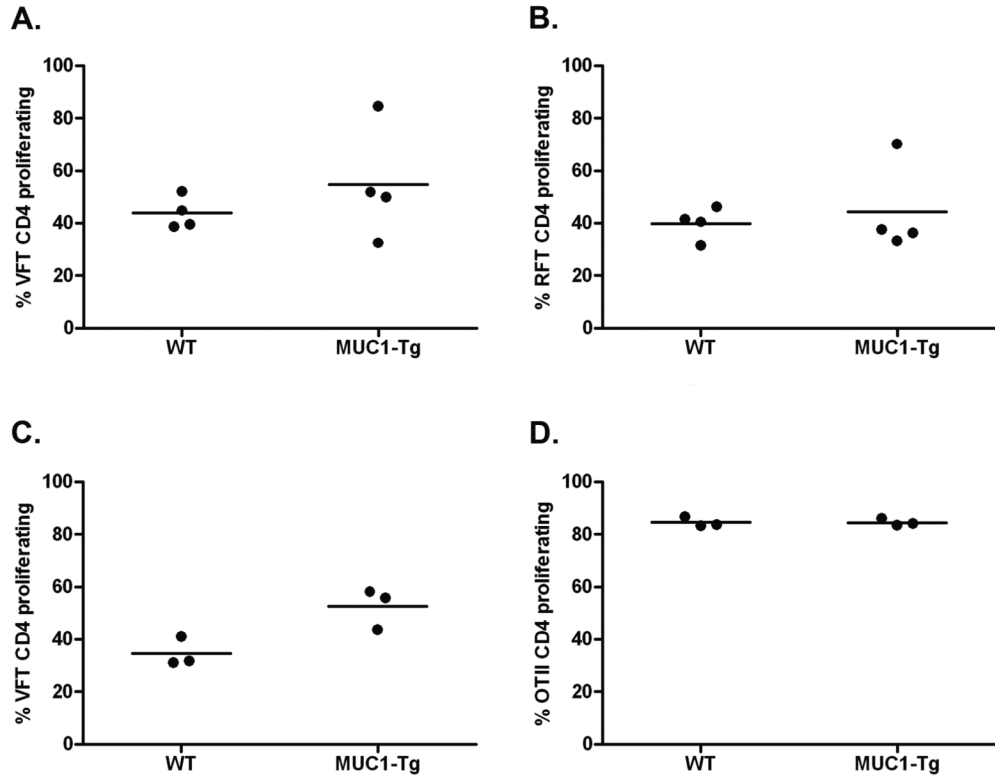 A.
% VFT CD4 proliferating
100
80
60
40
20
0
WT MUC1-Tg
B.
% RFT CD4 proliferating
100
80
60
40
20
0
WT MUC1-Tg
C.
% VFT CD4 proliferating
100
80
60
40
20
0
WT MUC1-Tg
D.
% OTII CD4 proliferating
100
80
60
40
20
0
WT MUC1-Tg